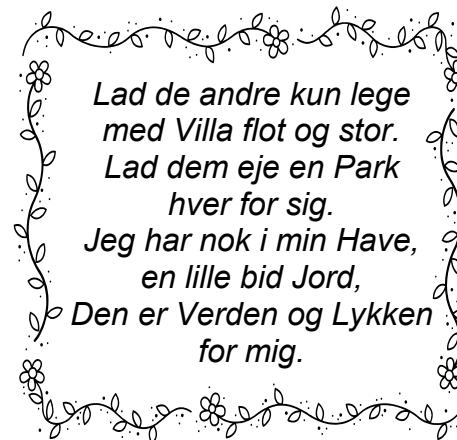 Lad de andre kun lege
med Villa flot og stor.
Lad dem eje en Park
hver for sig.
Jeg har nok i min Have,
en lille bid Jord,
Den er Verden og Lykken
for mig.